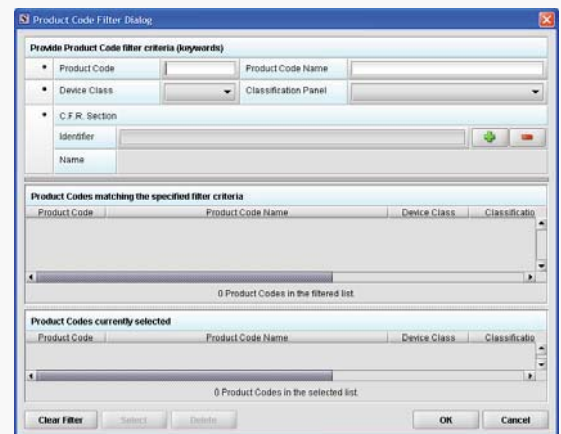 Product Code Filter Dialog
Provide Product Code filter criteria (keywords)
• Product Code Product Code Name
• Device Class Classification Panel
• C.F.R. Section
Identifier
Name
Product Codes matching the specified filter criteria
Product Code Product Code Name Device Class Classificatio
0 Product Codes in the filtered list.
Product Codes currently selected
Product Code Product Code Name Device Class Classificatio
0 Product Codes in the selected list.
Clear Filter Select Delete OK Cancel